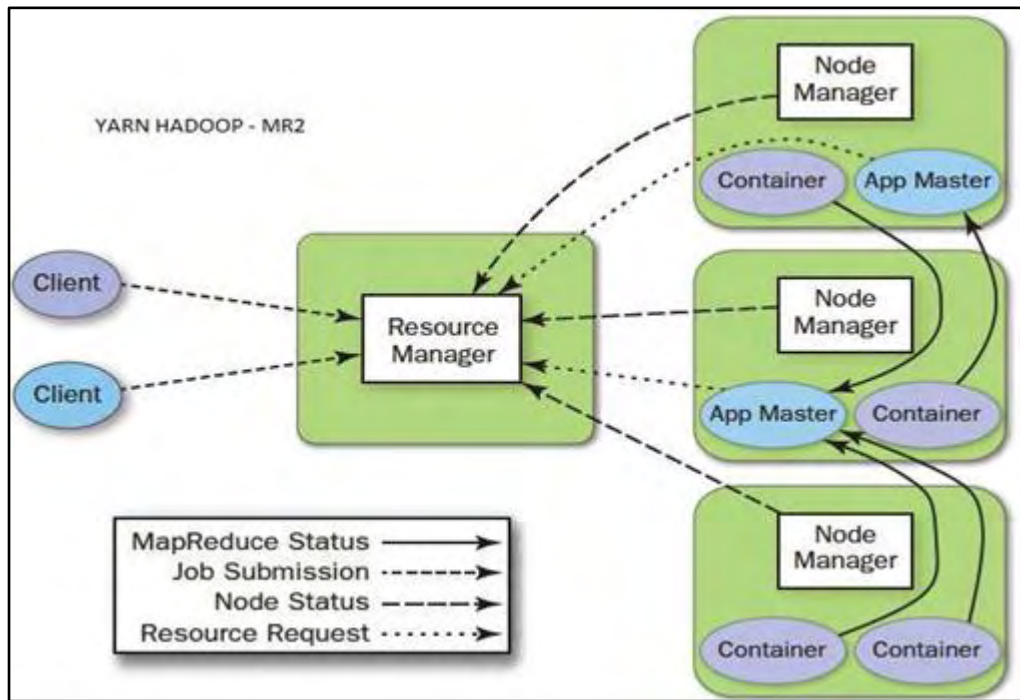 YARN HADOOP - MR2
Client
Client
Resource
Manager
Node
Manager
Container
App Master
Node
Manager
App Master
Container
Node
Manager
Container
Container
MapReduce Status
Job Submission
Node Status
Resource Request